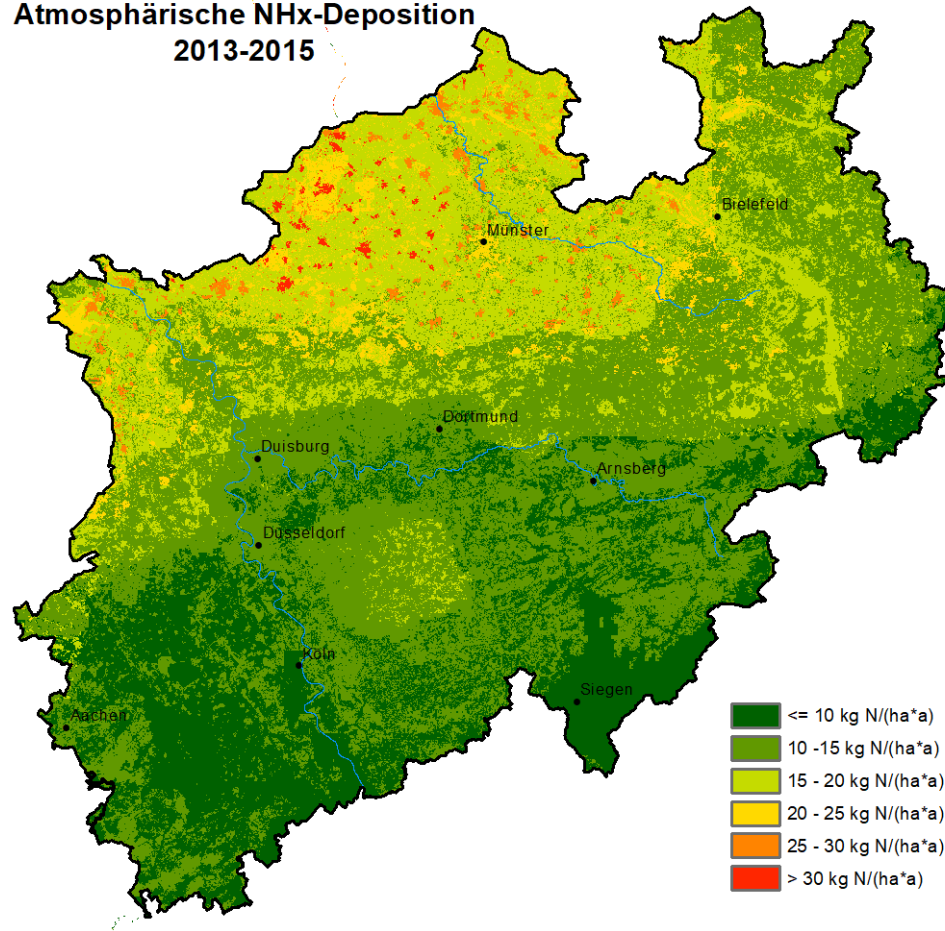 Atmosphärische NHx-Deposition
2013-2015
Bielefeld
Münster
Dortmund
Duisburg
Arnsberg
Düsseldorf
Köln
Siegen
Aachen
<= 10 kg N/(ha*a)
10 -15 kg N/(ha*a)
15 - 20 kg N/(ha*a)
20 - 25 kg N/(ha*a)
25 - 30 kg N/(ha*a)
> 30 kg N/(ha*a)